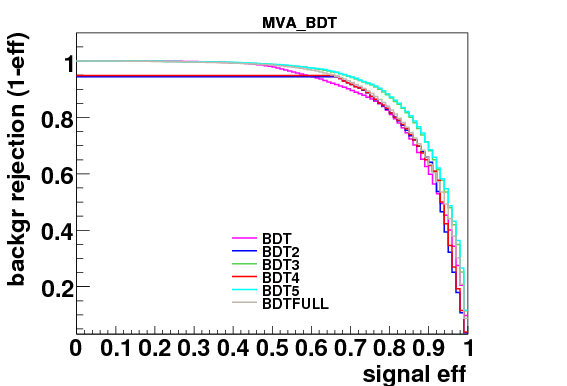 MVA_BDT
backgr rejection (1-eff)
1
0.8
0.6
0.4
0.2
BDT
BDT2
BDT3
BDT4
BDT5
BDTFULL
0 0.1 0.2 0.3 0.4 0.5 0.6 0.7 0.8 0.9 1
signal eff